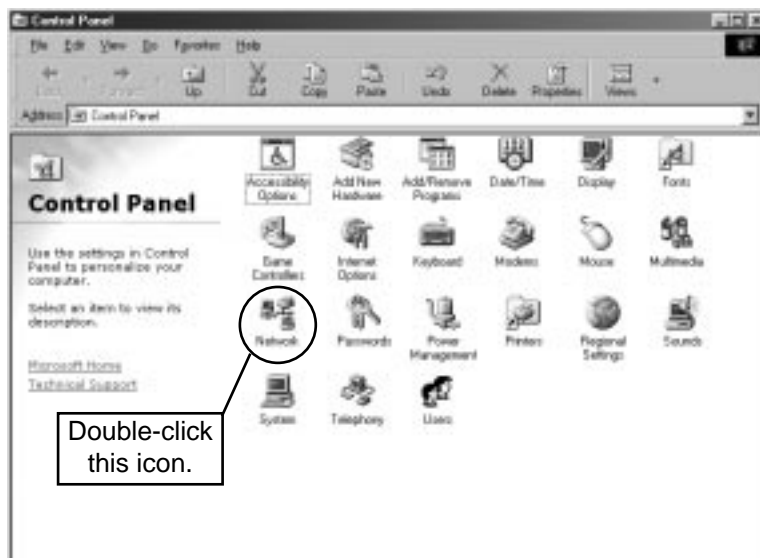 Control Panel
File Edit View Go Favorites Help
Up Cut Copy Paste Undo Delete Properties Views
Address Control Panel
Control Panel
Use the settings in Control
Panel to personalize your
computer.
Select an item to view its
description.
Microsoft Home
Technical Support
Accessibility
Options
Add New
Hardware
Add/Remove
Programs
Date/Time
Display
Fonts
Game
Controllers
Internet
Options
Keyboard
Modems
Mouse
Multimedia
Network
Passwords
Power
Management
Printers
Regional
Settings
Sounds
System
Telephony
Users
Double-click
this icon.